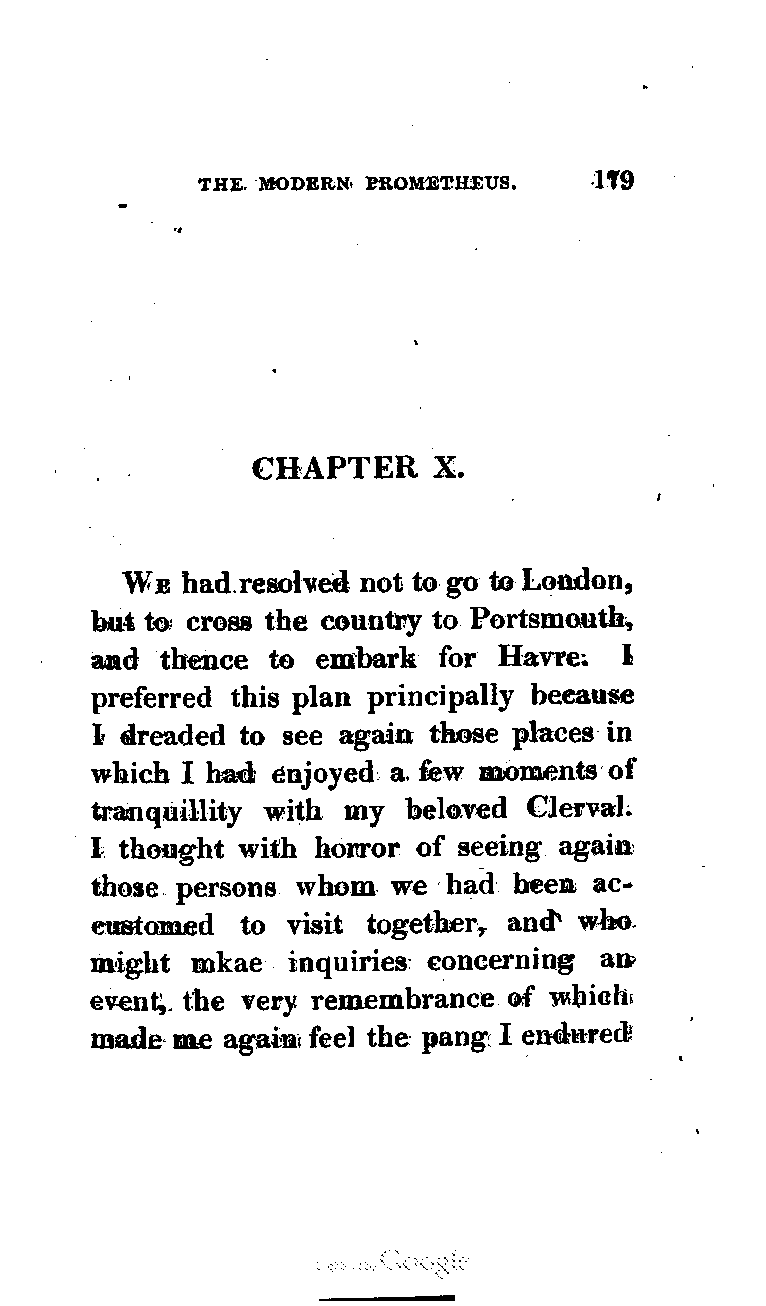 THE MODERN PROMETHEUS. 179
CHAPTER X.
WE had resolved not to go to London,
but to cross the country to Portsmouth,
and thence to embark for Havre. I
preferred this plan principally because
I dreaded to see again those places in
which I had enjoyed a few moments of
tranquillity with my beloved Clerval.
I thought with horror of seeing again
those persons whom we had been ac-
customed to visit together, and who
might mkae inquiries concerning an
event, the very remembrance of which
made me again feel the pang I endured
Google